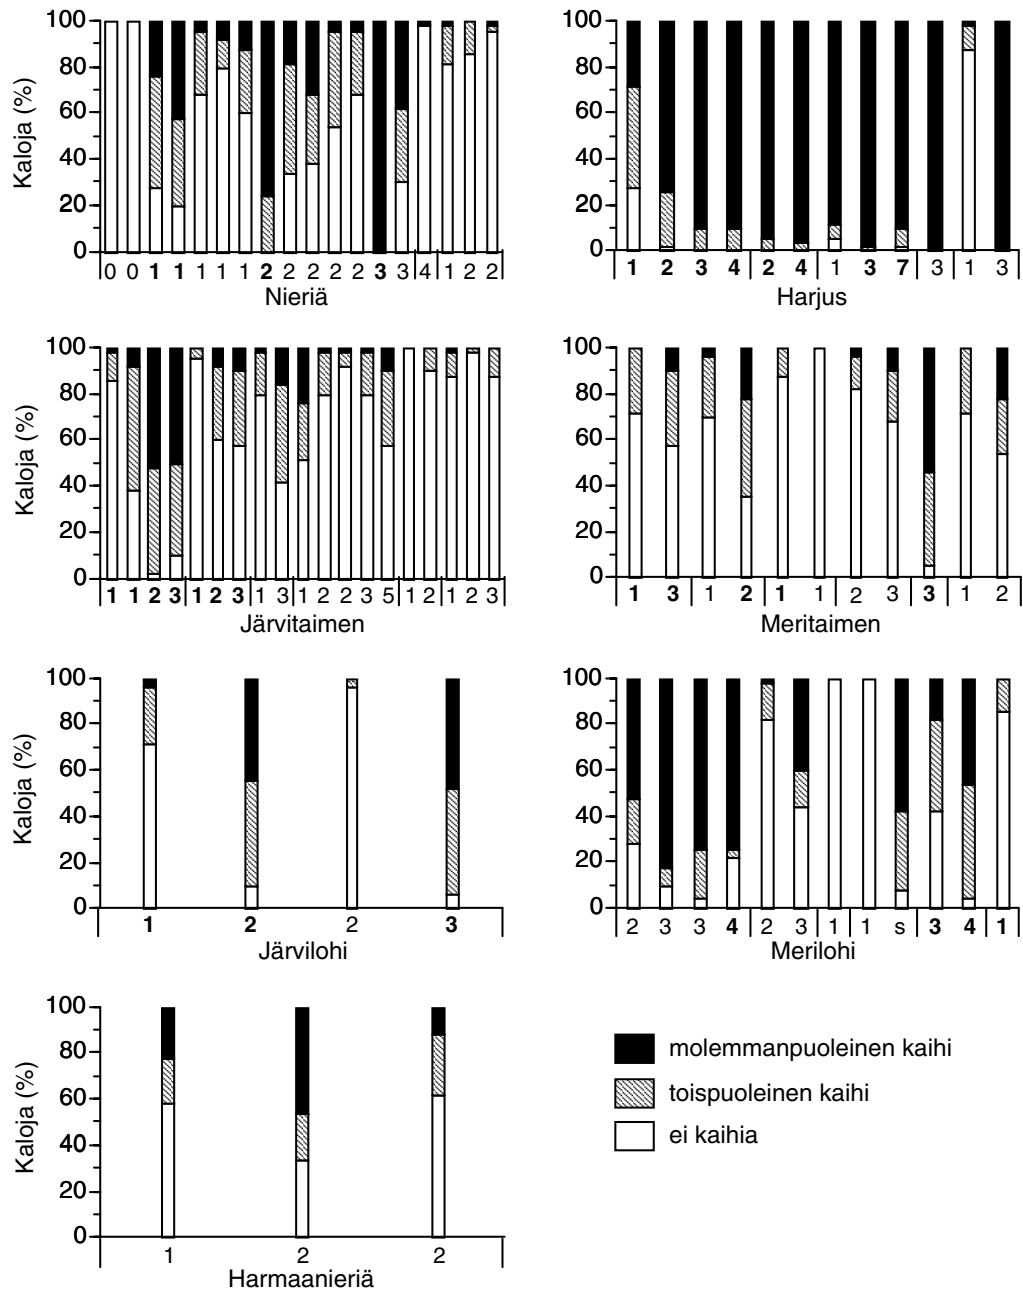 Kaloja (%)
100
80
60
40
20
0
0 0 1 1 1 1 1 2 2 2 2 2 3 3 4 1 2 2
Nieriä
100
80
60
40
20
0
1 2 3 4 2 4 1 3 7 3 1 3
Harjus
Kaloja (%)
100
80
60
40
20
0
1 1 2 3 1 2 3 1 3 1 2 2 3 5 1 2 1 2 3
Järvitaimen
100
80
60
40
20
0
1 3 1 2 1 1 2 3 3 1 2
Meritaimen
Kaloja (%)
100
80
60
40
20
0
1 2 2 3
Järvilohi
100
80
60
40
20
0
2 3 3 4 2 3 1 1 s 3 4 1
Merilohi
Kaloja (%)
100
80
60
40
20
0
1 2 2
Harmaanieriä
molemmanpuoleinen kaihi
toispuoleinen kaihi
ei kaihia